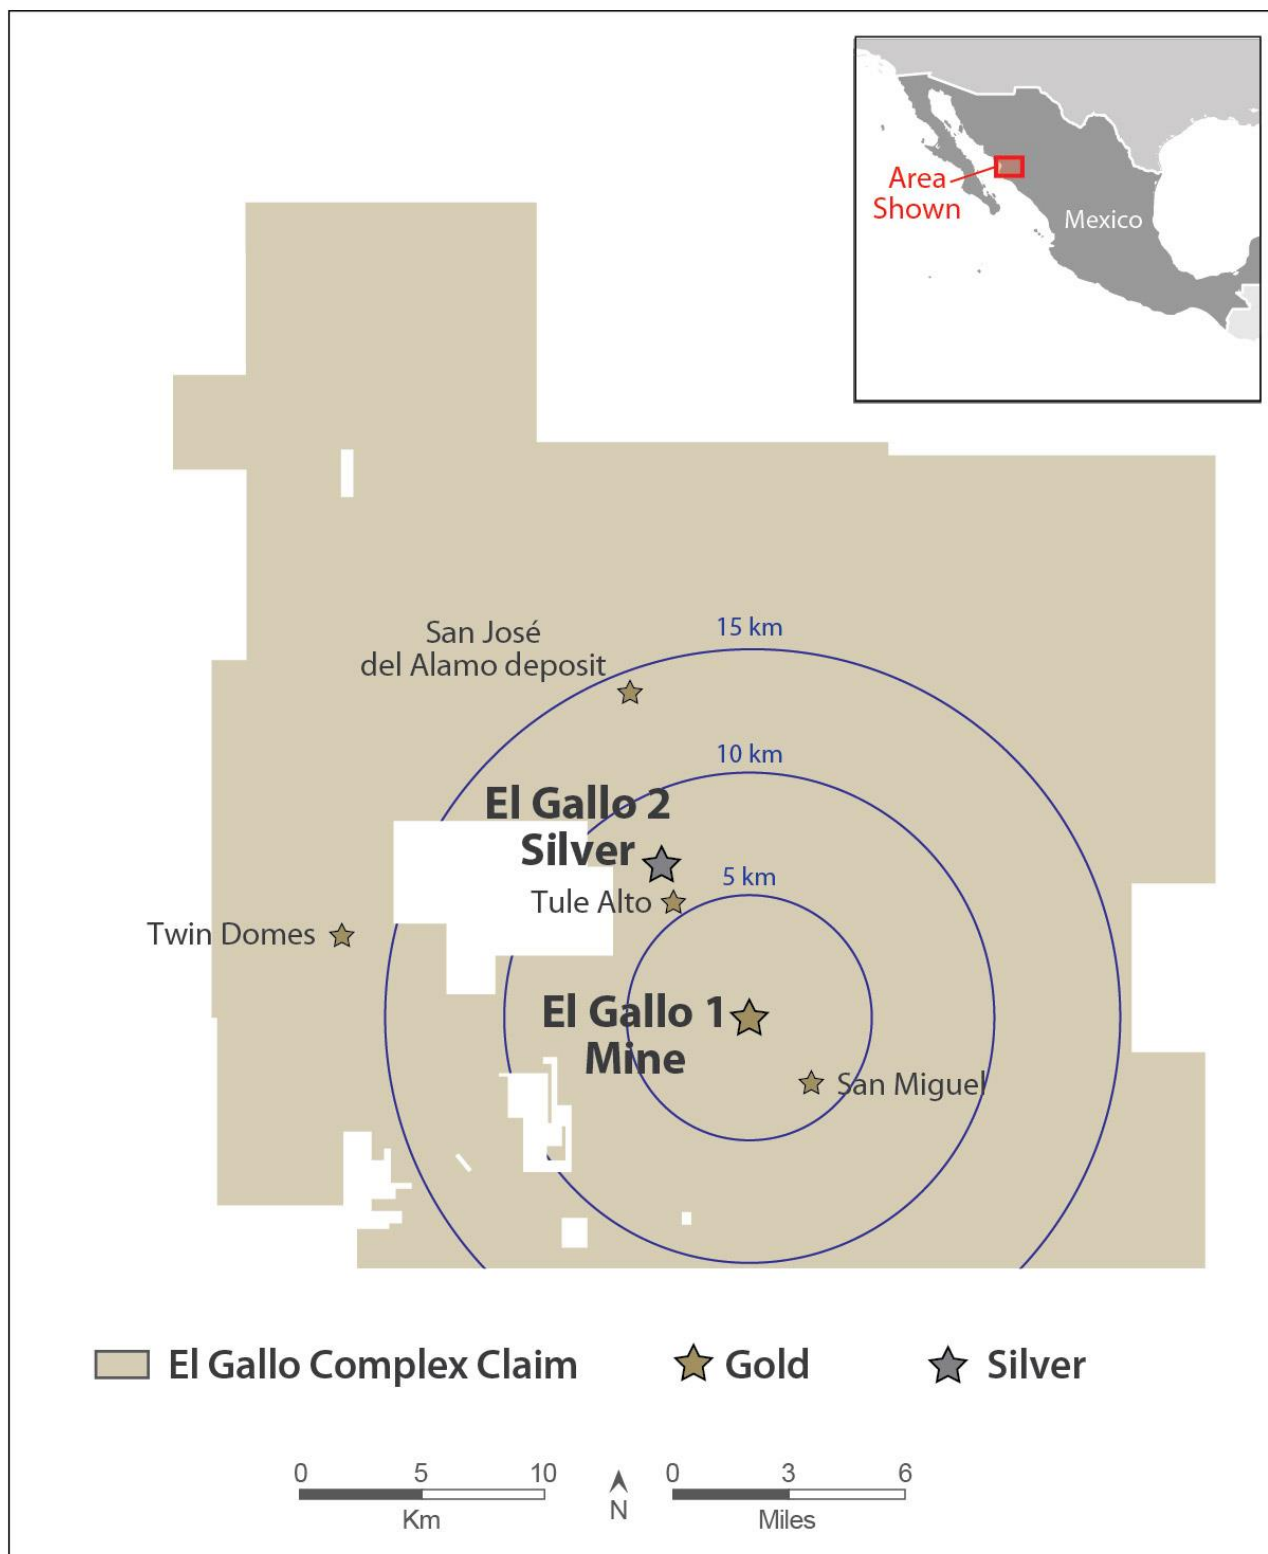 Area
Shown
Mexico
15 km
San José
del Alamo deposit
10 km
El Gallo 2
Silver
5 km
Tule Alto
Twin Domes
El Gallo 1
Mine
San Miguel
El Gallo Complex Claim
Gold
Silver
0 5 10
Km
N
0 3 6
Miles